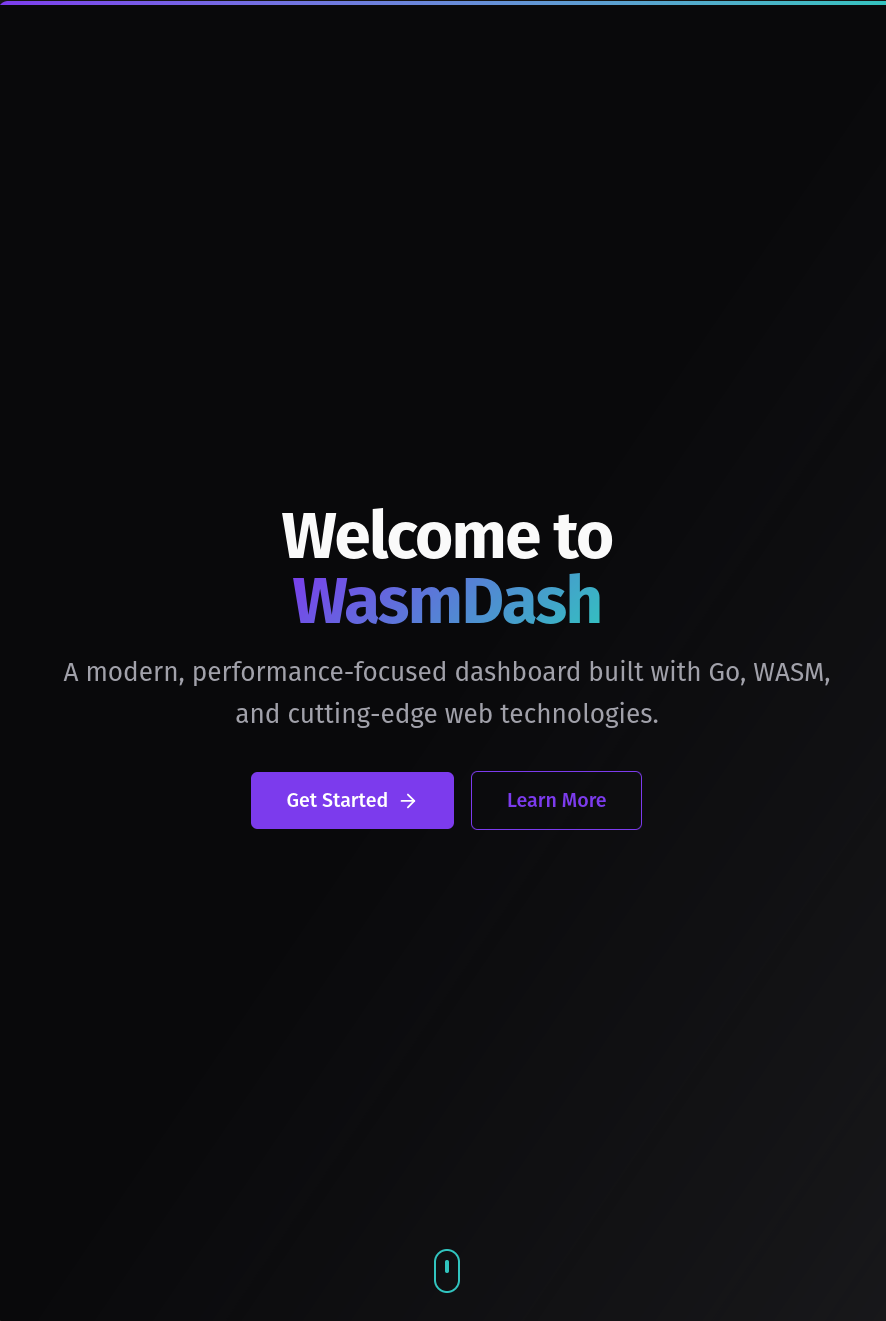 Welcome to
WasmDash
A modern, performance-focused dashboard built with Go, WASM,
and cutting-edge web technologies.
Get Started
Learn More